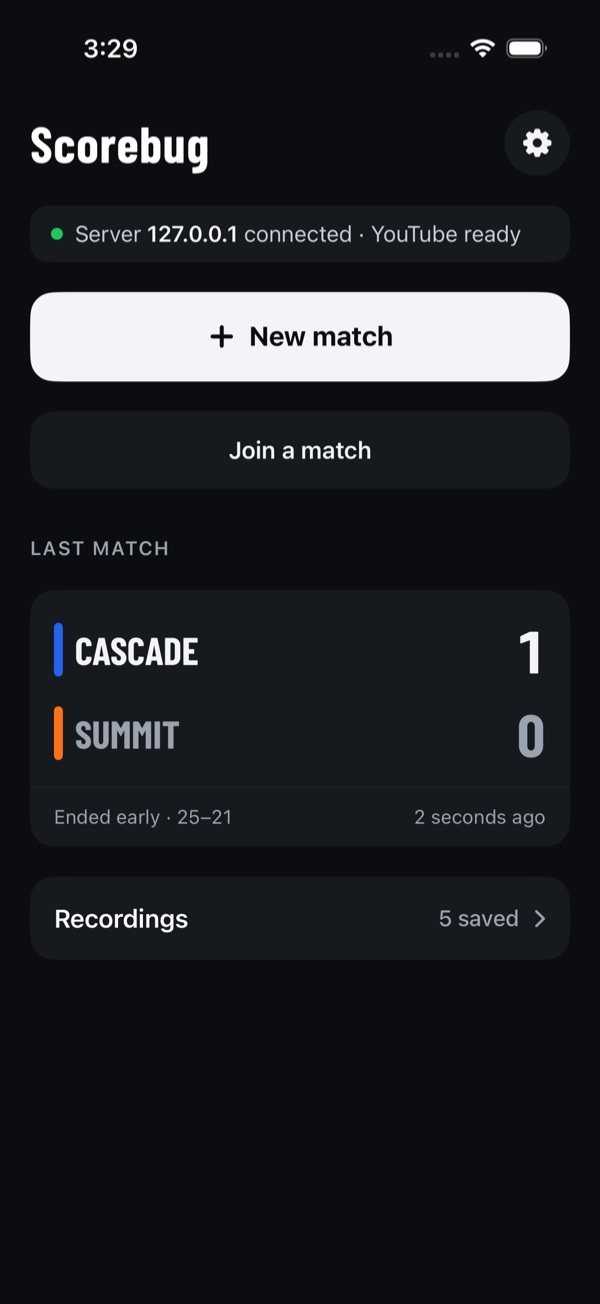 3:29
Scorebug
Server 127.0.0.1 connected · YouTube ready
+ New match
Join a match
LAST MATCH
CASCADE 1
SUMMIT 0
Ended early · 25–21 2 seconds ago
Recordings 5 saved